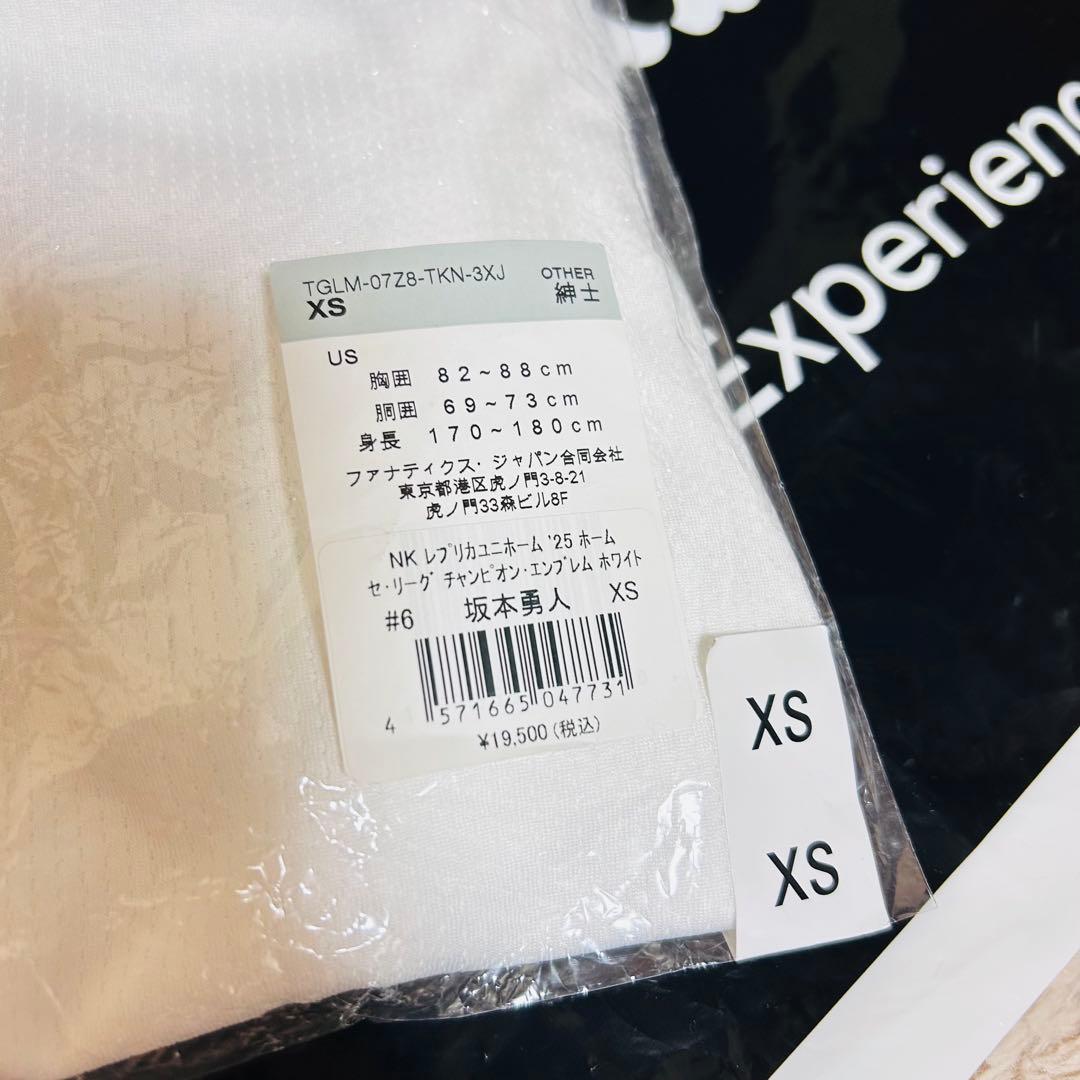 TGLM-07Z8-TKN-3XJ OTHER
XS 紳士
US
胸囲 82~88cm
胴囲 69~73cm
身長 170~180cm
ファナティクス・ジャパン合同会社
東京都港区虎ノ門3-8-21
虎ノ門33森ビル8F
NK レプリカユニホーム '25 ホーム
セ・リーグ チャンピオン・エンブレム ホワイト
#6 坂本勇人 XS
4 571665 047731
¥19,500(税込)
XS
XS